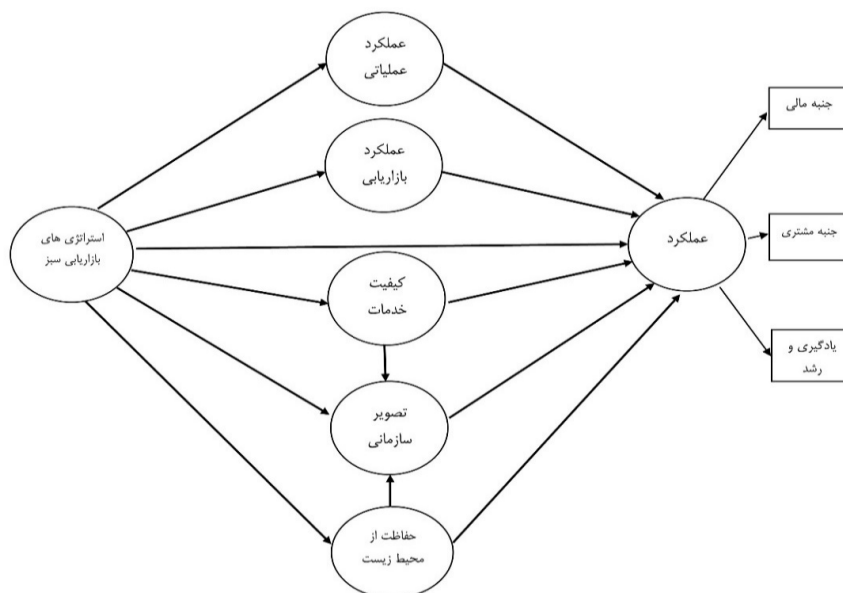 عملکرد
عملیاتی
عملکرد
بازاریابی
استراتژی های
بازاریابی سبز
کیفیت
خدمات
تصویر
سازمانی
حفاظت از
محیط زیست
عملکرد
جنبه مالی
جنبه مشتری
یادگیری و
رشد